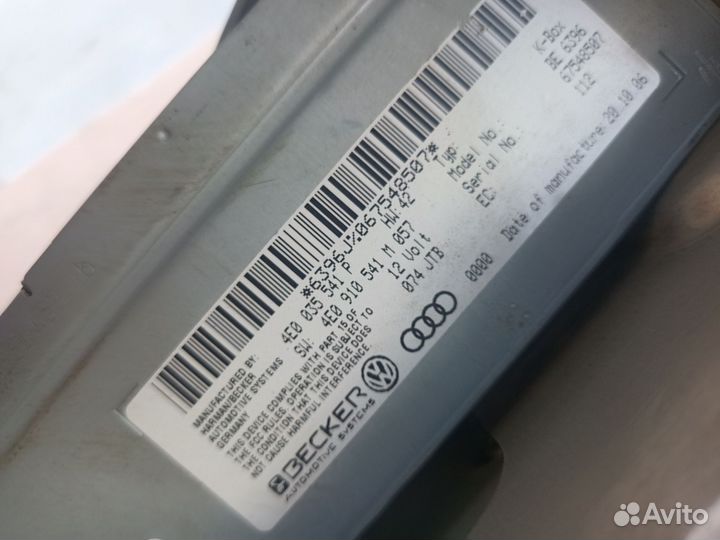 *6396JX067548507*
4E0 035 541 P HW:42
SW: 4E0 910 541 M 057
12 Volt
074 JTB
Typ: K-Box
Model No: BE 6396
Serial No: 67548507
EC: 112
0000 Date of manufacture: 20.10.06
MANUFACTURED BY:
HARMAN/BECKER
AUTOMOTIVE SYSTEMS
GERMANY
THIS DEVICE COMPLIES WITH PART 15 OF
THE FCC RULES. OPERATION IS SUBJECT TO
THE CONDITION THAT THIS DEVICE DOES
NOT CAUSE HARMFUL INTERFERENCE.
BECKER
AUTOMOTIVE SYSTEMS
Avito